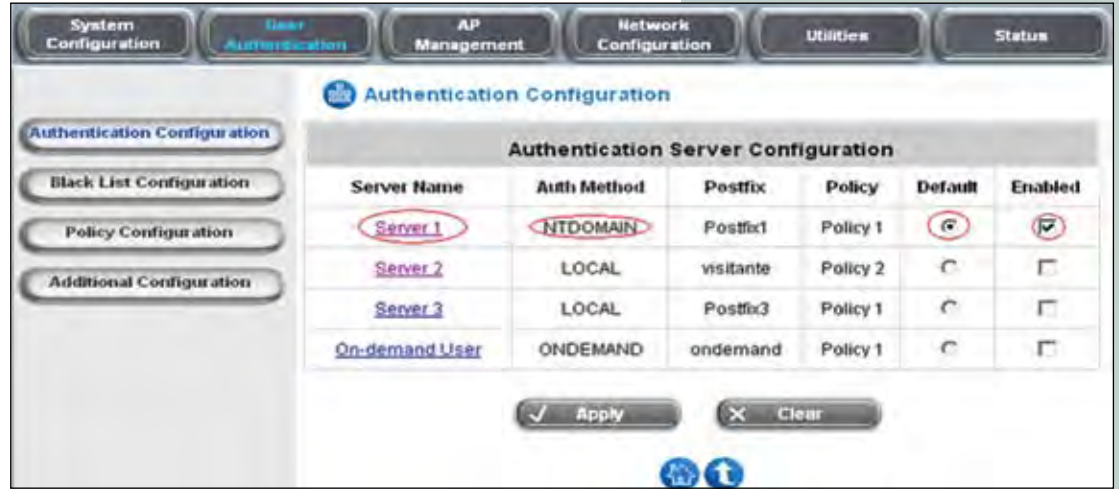 System Configuration
User Authentication
AP Management
Network Configuration
Utilities
Status
Authentication Configuration
Black List Configuration
Policy Configuration
Additional Configuration
Authentication Configuration
Authentication Server Configuration
Server Name Auth Method Postfix Policy Default Enabled
Server 1 NTDOMAIN Postfix1 Policy 1
Server 2 LOCAL visitante Policy 2
Server 3 LOCAL Postfix3 Policy 1
On-demand User ONDEMAND ondemand Policy 1
Apply Clear